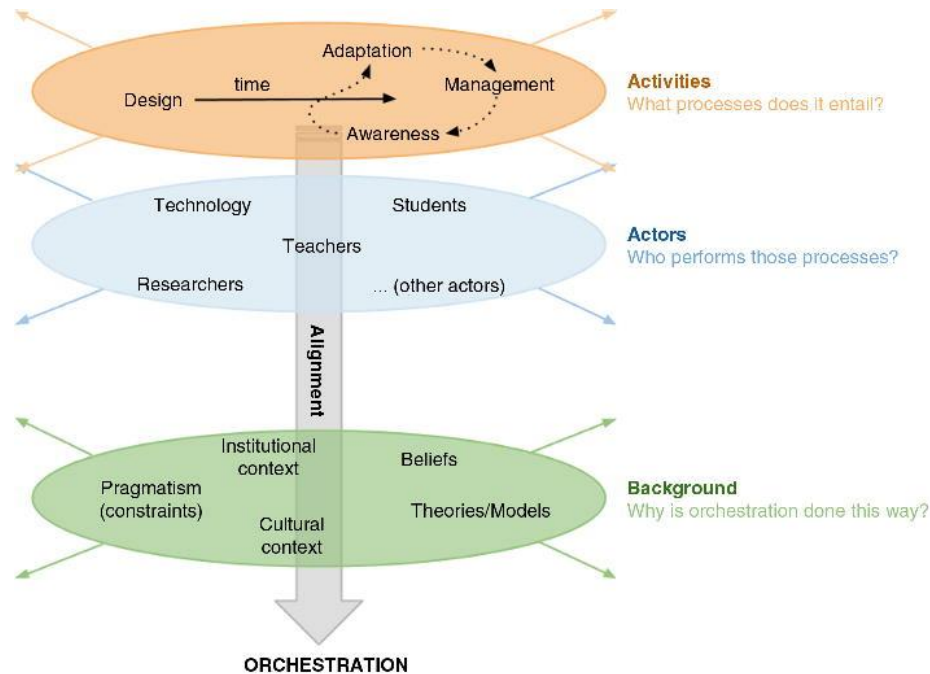 Adaptation
time
Design
Management
Awareness
Activities
What processes does it entail?
Technology
Students
Teachers
Researchers
... (other actors)
Actors
Who performs those processes?
Alignment
Institutional
context
Beliefs
Pragmatism
(constraints)
Theories/Models
Cultural
context
Background
Why is orchestration done this way?
ORCHESTRATION